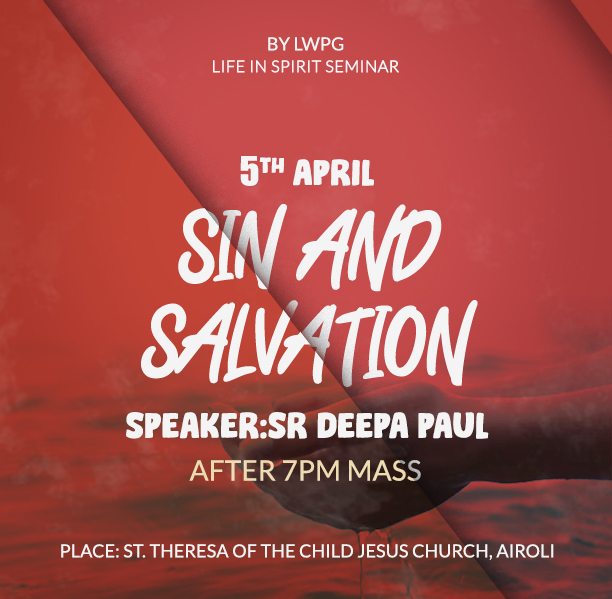 BY LWPG
LIFE IN SPIRIT SEMINAR
5TH APRIL
SIN AND
SALVATION
SPEAKER:SR DEEPA PAUL
AFTER 7PM MASS
PLACE: ST. THERESA OF THE CHILD JESUS CHURCH, AIROLI